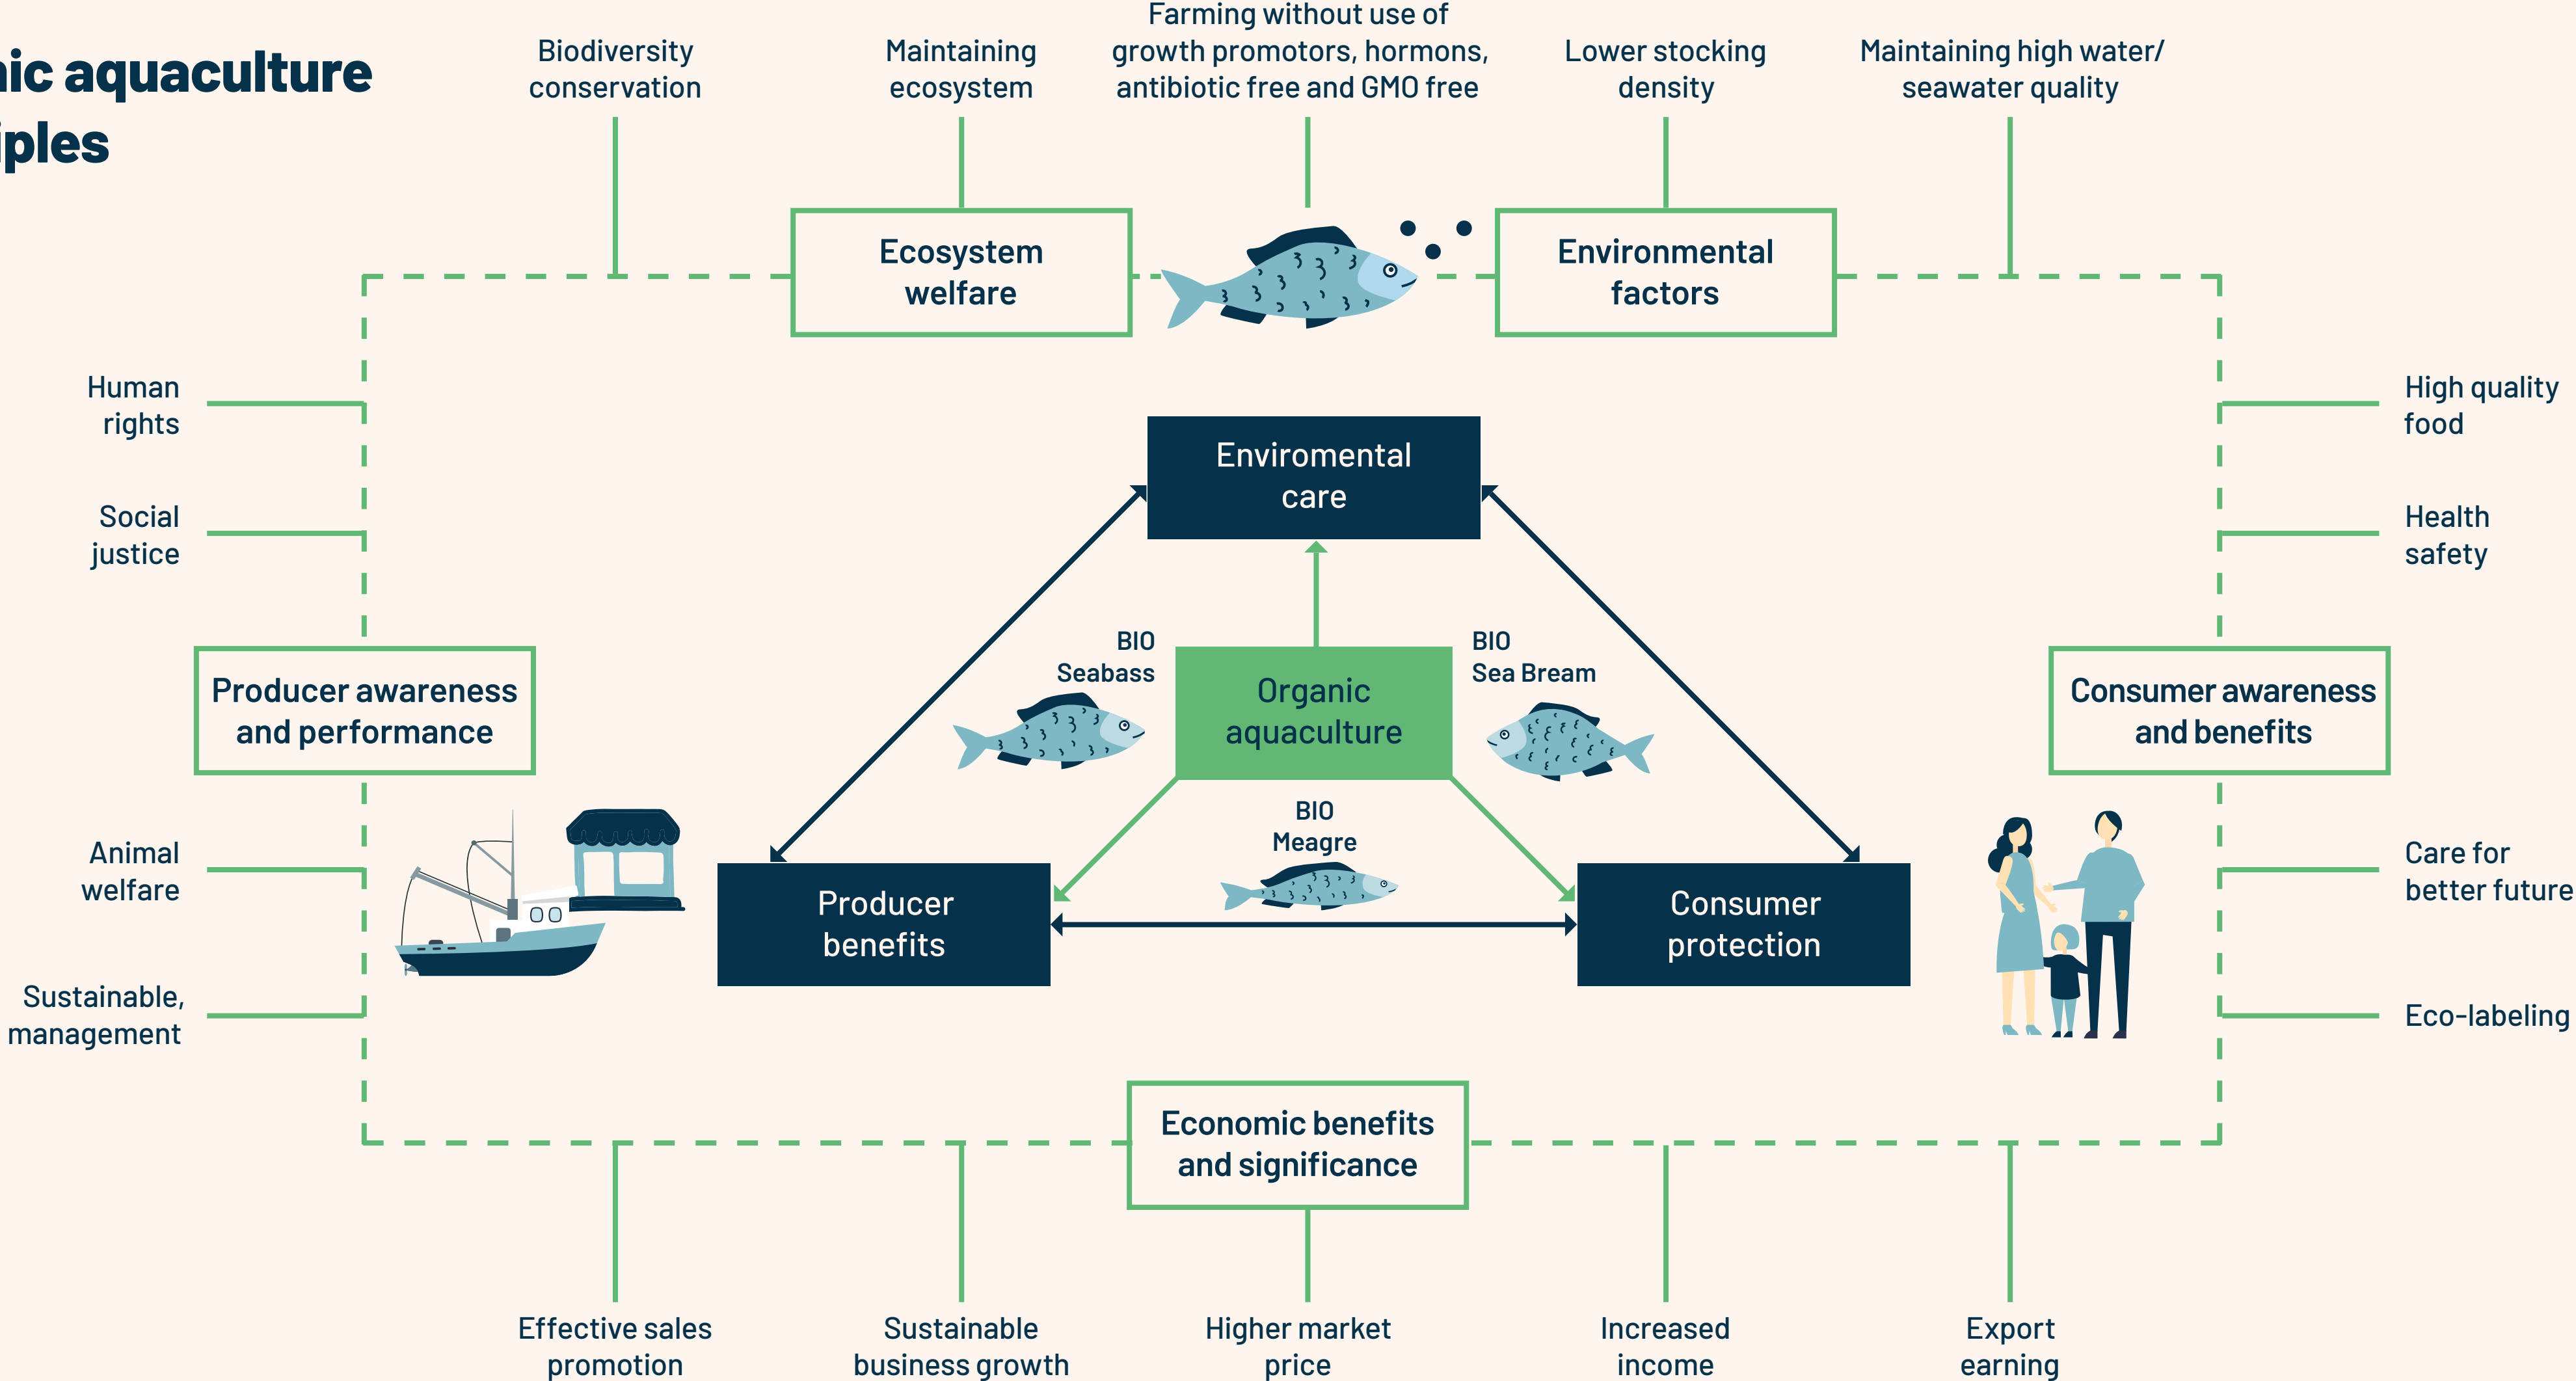 nic aquaculture
iples
Biodiversity
conservation
Maintaining
ecosystem
Farming without use of
growth promotors, hormons,
antibiotic free and GMO free
Lower stocking
density
Maintaining high water/
seawater quality
Ecosystem
welfare
Environmental
factors
Human
rights
Social
justice
Producer awareness
and performance
Animal
welfare
Sustainable,
management
Enviromental
care
BIO
Seabass
Organic
aquaculture
BIO
Sea Bream
BIO
Meagre
Producer
benefits
Consumer
protection
High quality
food
Health
safety
Consumer awareness
and benefits
Care for
better future
Eco-labeling
Economic benefits
and significance
Effective sales
promotion
Sustainable
business growth
Higher market
price
Increased
income
Export
earning